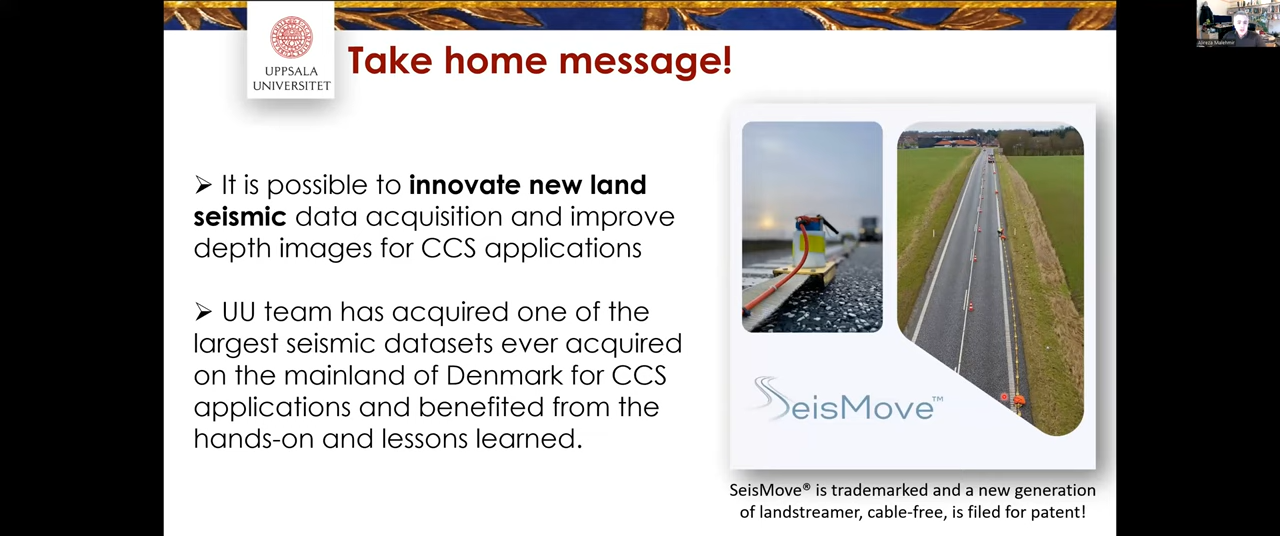 UPPSALA
UNIVERSITET
Take home message!
➢ It is possible to innovate new land
seismic data acquisition and improve
depth images for CCS applications
➢ UU team has acquired one of the
largest seismic datasets ever acquired
on the mainland of Denmark for CCS
applications and benefited from the
hands-on and lessons learned.
SeisMove™
SeisMove® is trademarked and a new generation
of landstreamer, cable-free, is filed for patent!
Alireza Malehmir